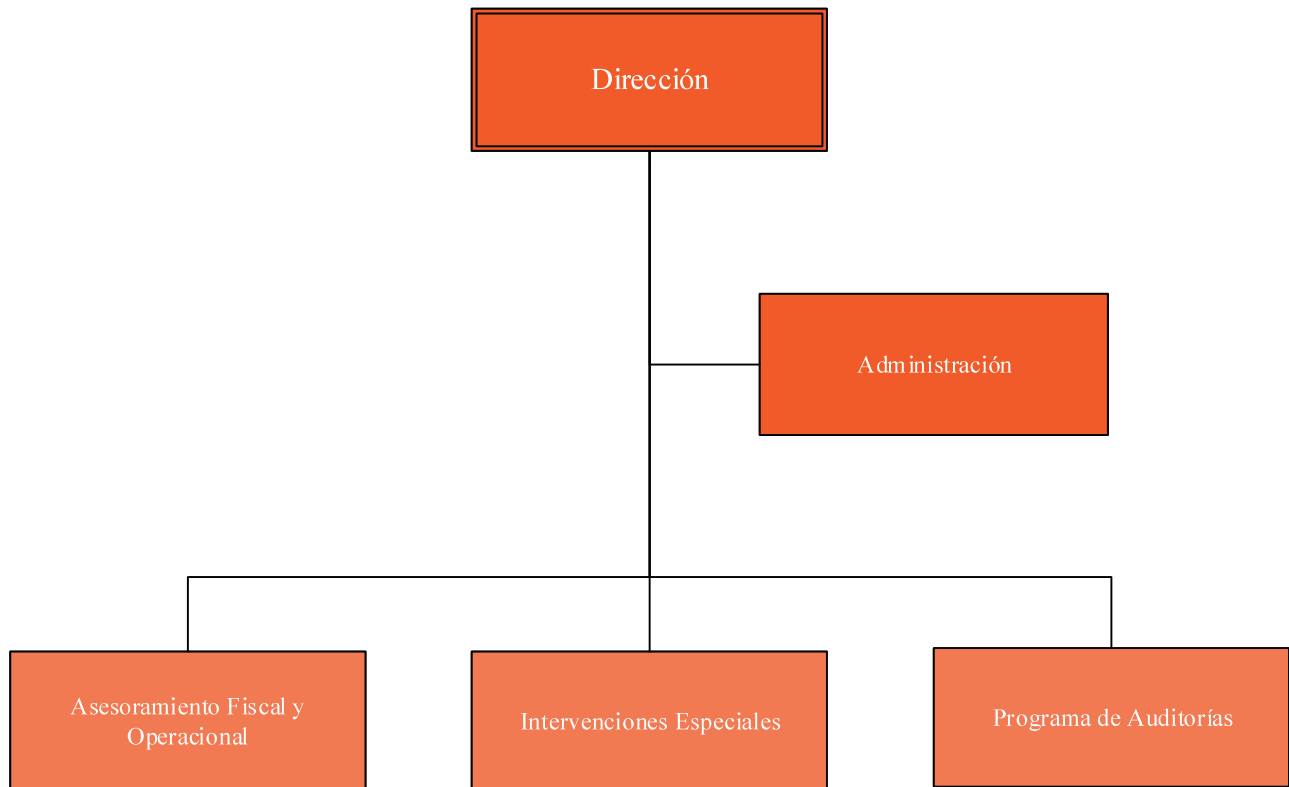 Dirección
Administración
Asesoramiento Fiscal y
Operacional
Intervenciones Especiales
Programa de Auditorías